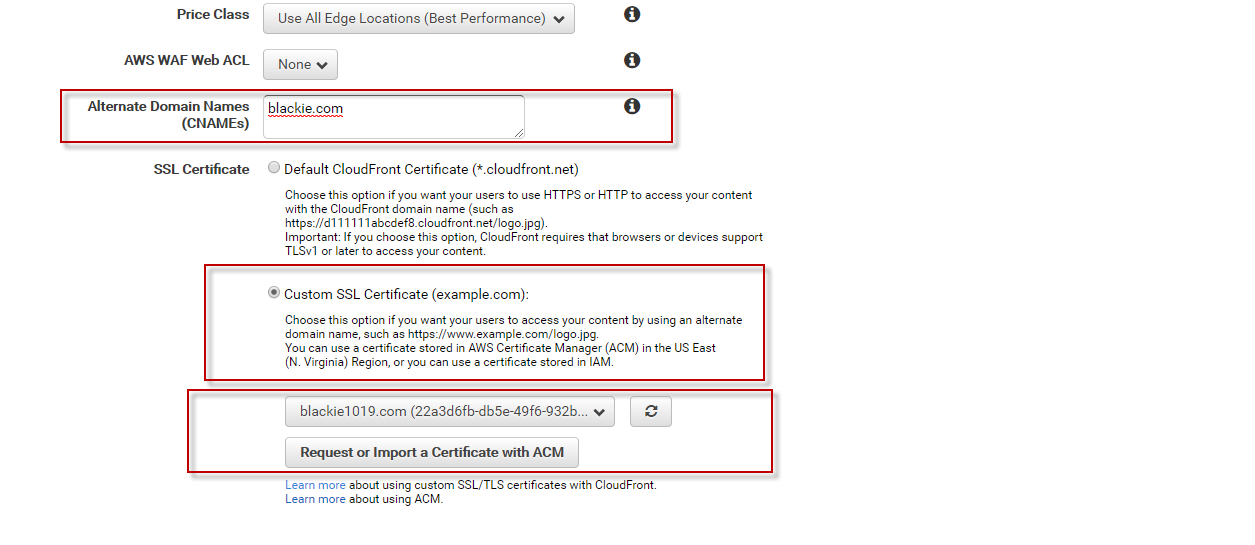 Price Class
Use All Edge Locations (Best Performance)
AWS WAF Web ACL
None
Alternate Domain Names
(CNAMEs)
blackie.com
SSL Certificate
Default CloudFront Certificate (*.cloudfront.net)
Choose this option if you want your users to use HTTPS or HTTP to access your content
with the CloudFront domain name (such as
https://d111111abcdef8.cloudfront.net/logo.jpg).
Important: If you choose this option, CloudFront requires that browsers or devices support
TLSv1 or later to access your content.
Custom SSL Certificate (example.com):
Choose this option if you want your users to access your content by using an alternate
domain name, such as https://www.example.com/logo.jpg.
You can use a certificate stored in AWS Certificate Manager (ACM) in the US East
(N. Virginia) Region, or you can use a certificate stored in IAM.
blackie1019.com (22a3d6fb-db5e-49f6-932b...
Request or Import a Certificate with ACM
Learn more about using custom SSL/TLS certificates with CloudFront.
Learn more about using ACM.